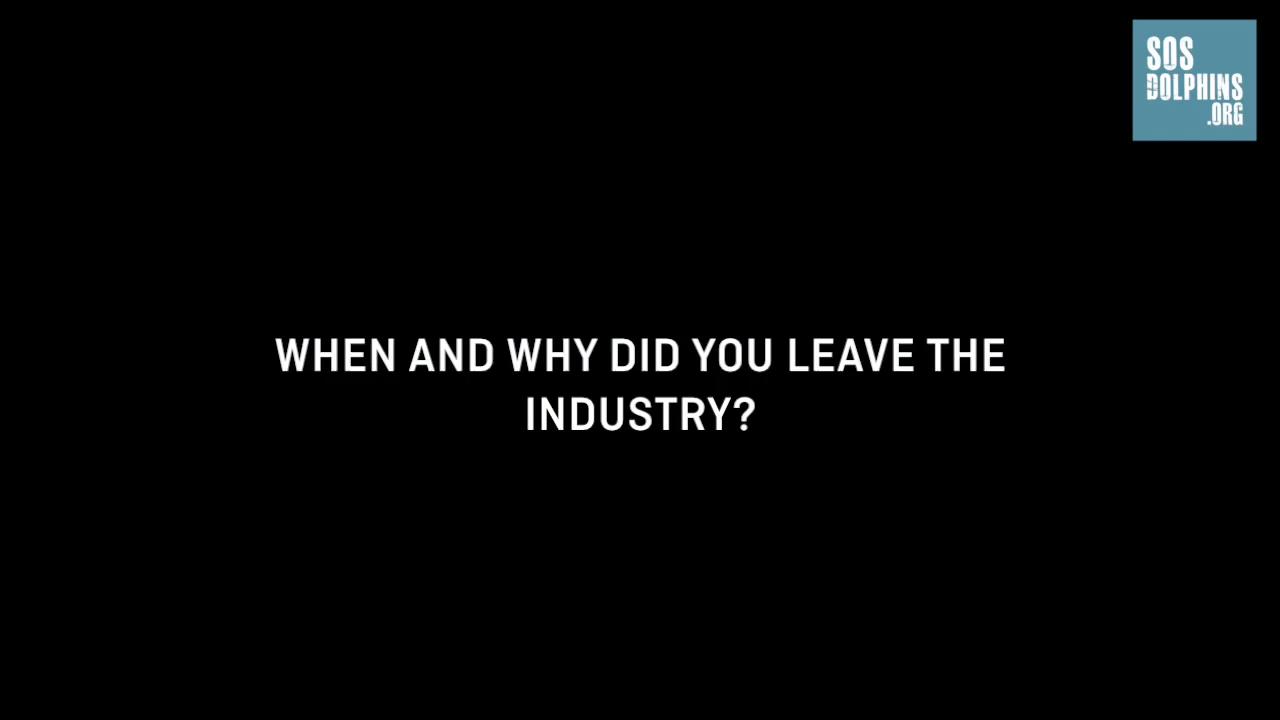 SOS
DOLPHINS
.ORG
WHEN AND WHY DID YOU LEAVE THE
INDUSTRY?